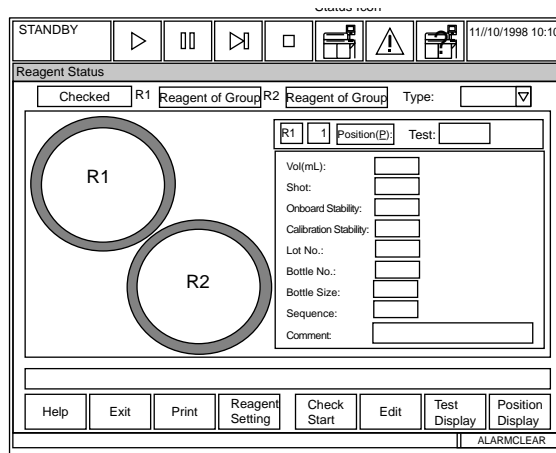 Status Icon
STANDBY
11//10/1998 10:10
?
Reagent Status
Checked R1 Reagent of Group R2 Reagent of Group Type:
R1 1 Position(P): Test:
R1
Vol(mL):
Shot:
Onboard Stability:
Calibration Stability:
Lot No.:
R2
Bottle No.:
Bottle Size:
Sequence:
Comment:
Help Exit Print Reagent Setting Check Start Edit Test Display Position Display
ALARMCLEAR